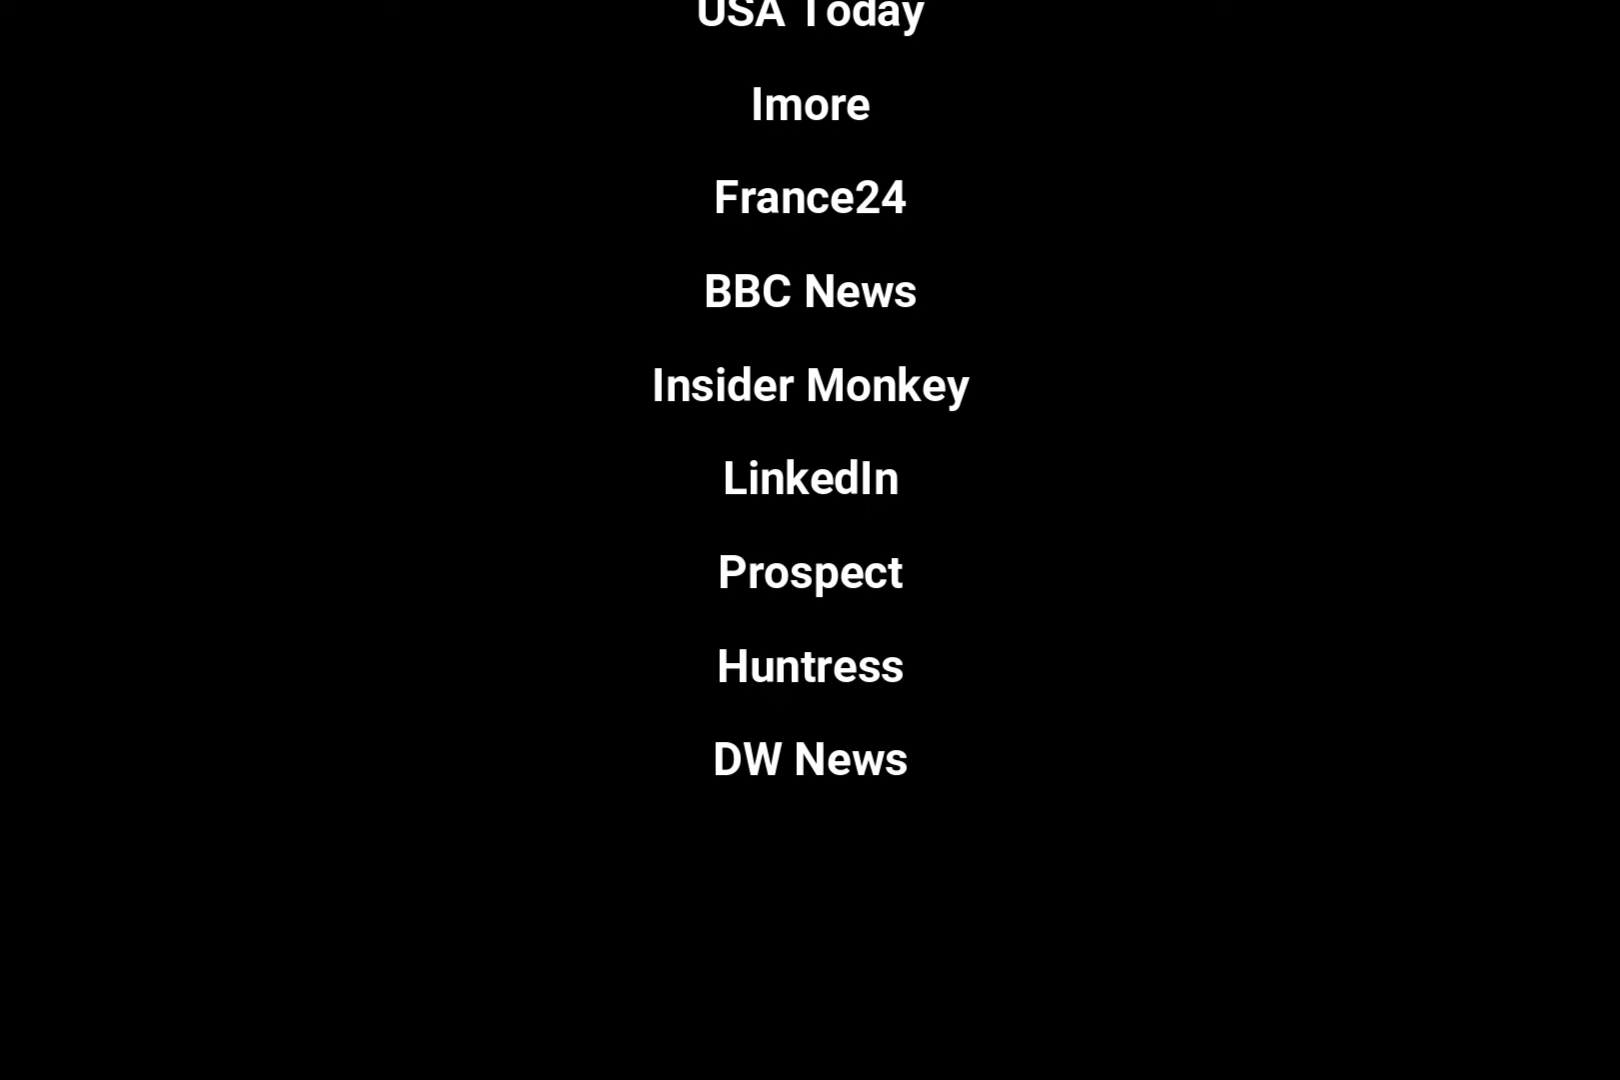 USA Today
Imore
France24
BBC News
Insider Monkey
LinkedIn
Prospect
Huntress
DW News